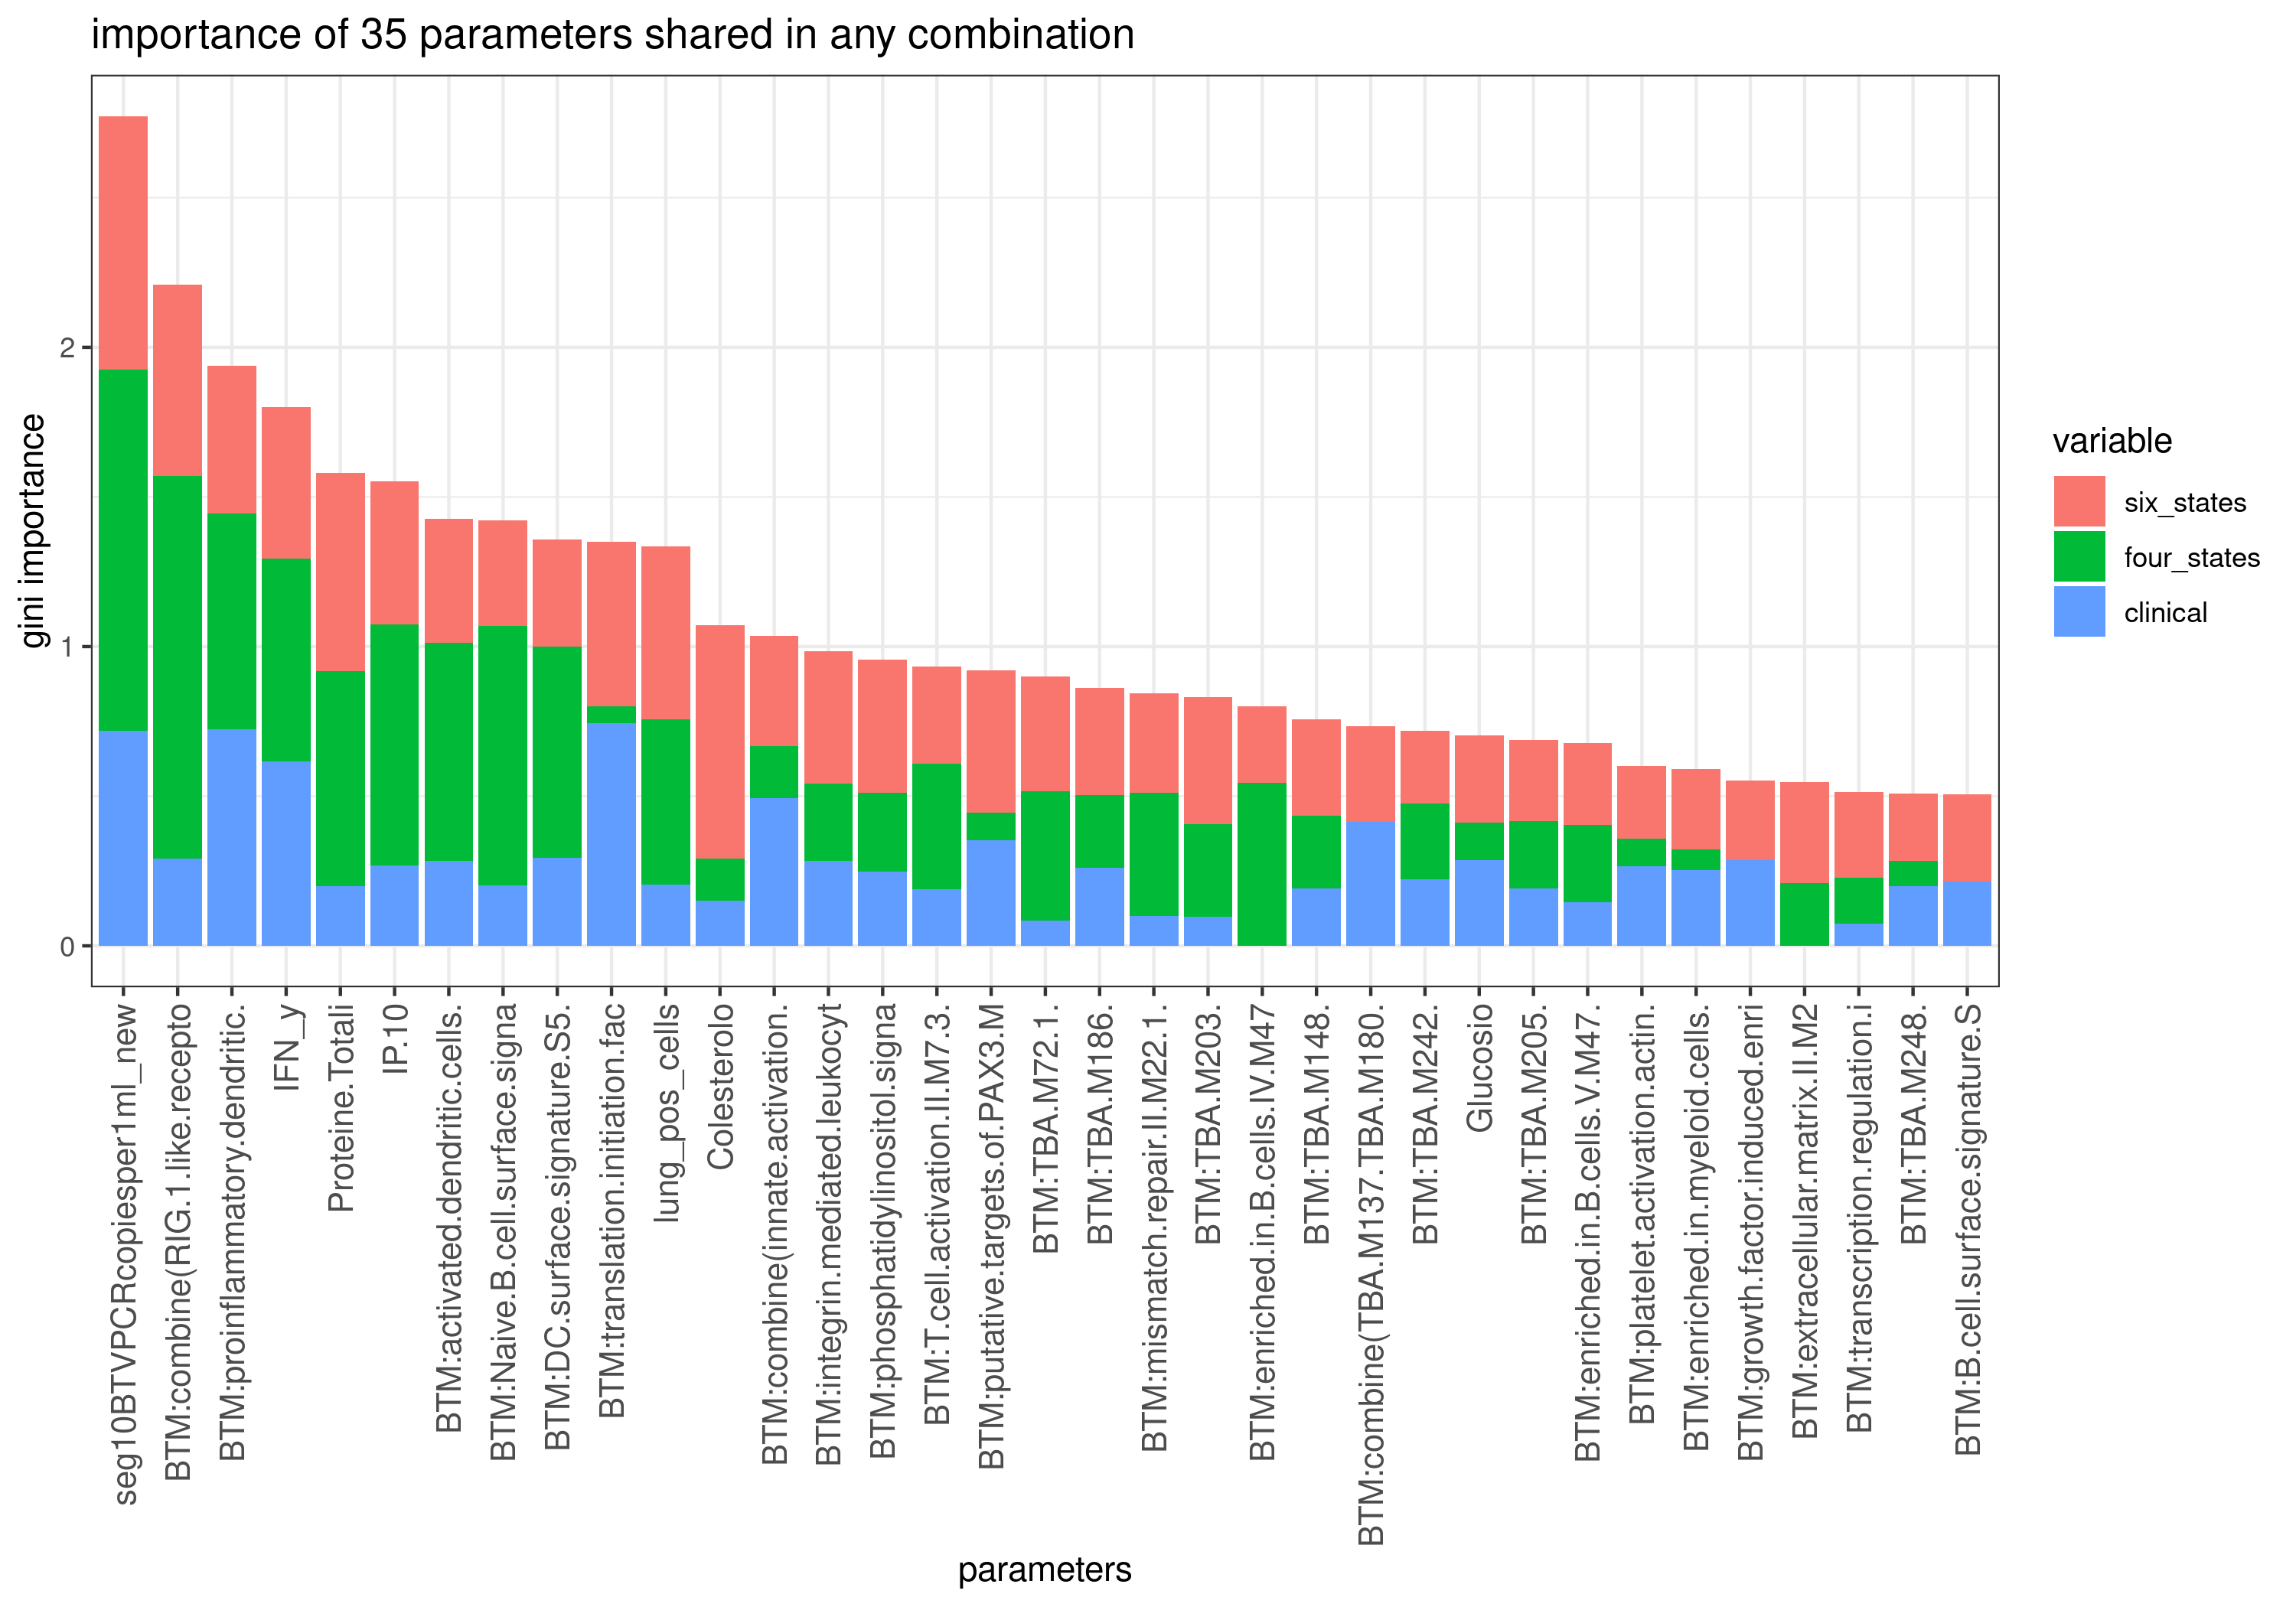 importance of 35 parameters shared in any combination
gini importance
2
1
0
seg10BTVPCRcopiesper1ml_new
BTM:combine(RIG.1.like.recepto
BTM:proinflammatory.dendritic.
IFN_y
Proteine.Totali
IP.10
BTM:activated.dendritic.cells.
BTM:Naive.B.cell.surface.signa
BTM:DC.surface.signature.S5.
BTM:translation.initiation.fac
lung_pos_cells
Colesterolo
BTM:combine(innate.activation.
BTM:integrin.mediated.leukocyt
BTM:phosphatidylinositol.signa
BTM:T.cell.activation.II.M7.3.
BTM:putative.targets.of.PAX3.M
BTM:TBA.M72.1.
BTM:TBA.M186.
BTM:mismatch.repair.II.M22.1.
BTM:TBA.M203.
BTM:enriched.in.B.cells.IV.M47
BTM:TBA.M148.
BTM:combine(TBA.M137.TBA.M180.
BTM:TBA.M242.
Glucosio
BTM:TBA.M205.
BTM:enriched.in.B.cells.V.M47.
BTM:platelet.activation.actin.
BTM:enriched.in.myeloid.cells.
BTM:growth.factor.induced.enri
BTM:extracellular.matrix.II.M2
BTM:transcription.regulation.i
BTM:TBA.M248.
BTM:B.cell.surface.signature.S
parameters
variable
six_states
four_states
clinical